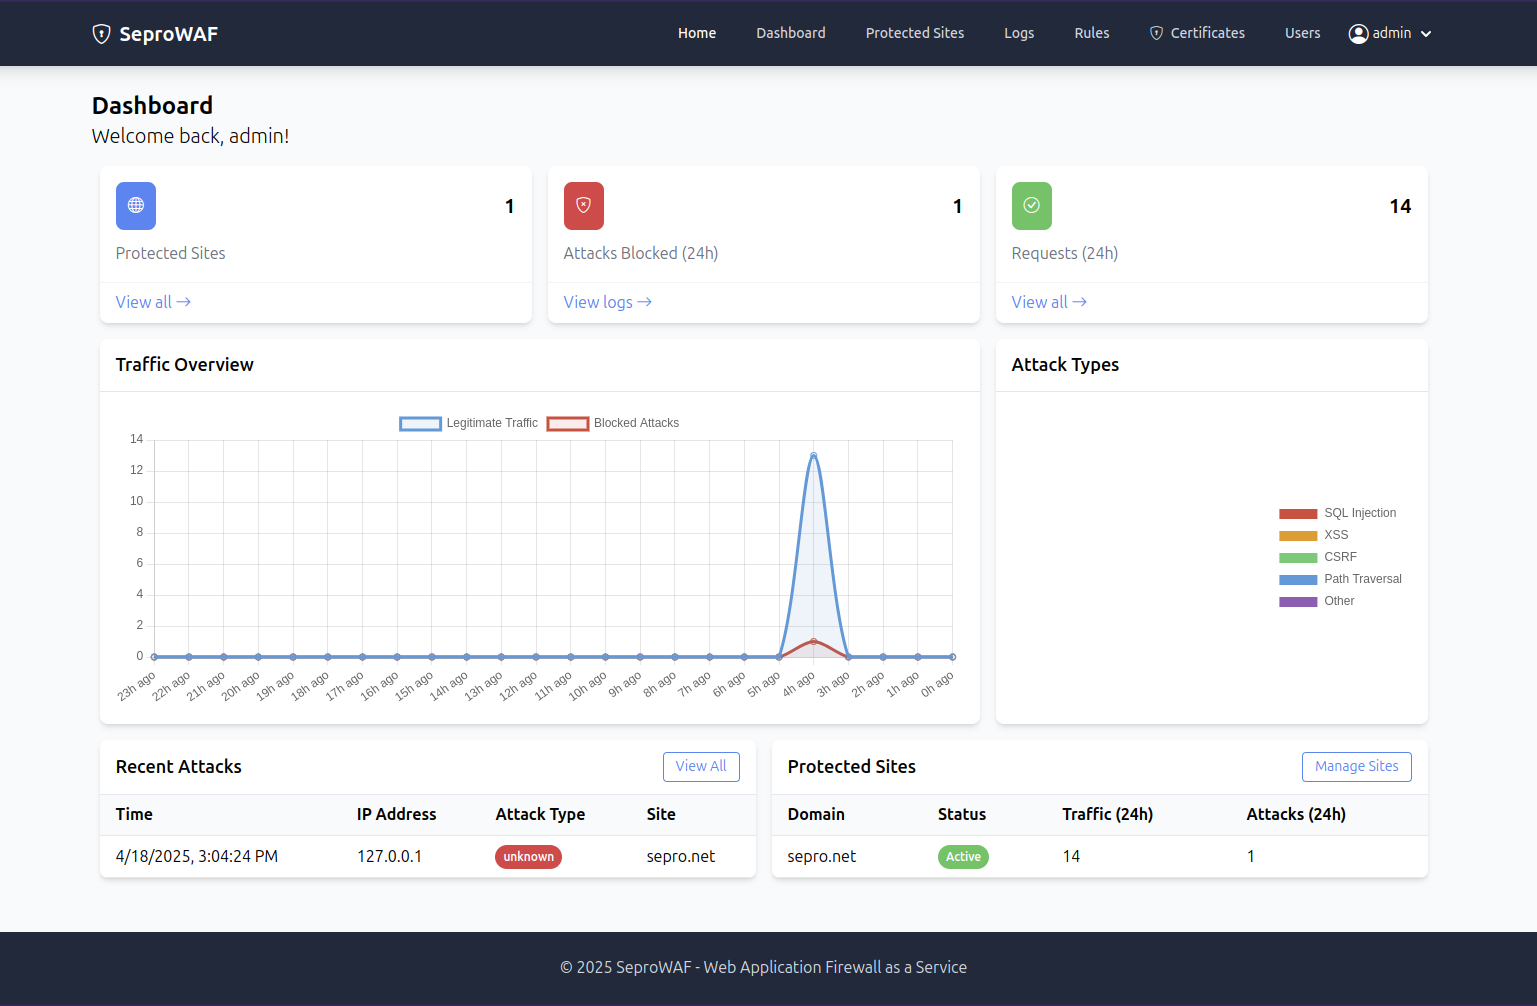 SeproWAF
Home Dashboard Protected Sites Logs Rules Certificates Users admin
Dashboard
Welcome back, admin!
1
Protected Sites
View all →
1
Attacks Blocked (24h)
View logs →
14
Requests (24h)
View all →
Traffic Overview
Legitimate Traffic Blocked Attacks
14
12
10
8
6
4
2
0
23h ago 22h ago 21h ago 20h ago 19h ago 18h ago 17h ago 16h ago 15h ago 14h ago 13h ago 12h ago 11h ago 10h ago 9h ago 8h ago 7h ago 6h ago 5h ago 4h ago 3h ago 2h ago 1h ago 0h ago
Attack Types
SQL Injection
XSS
CSRF
Path Traversal
Other
Recent Attacks View All
Time IP Address Attack Type Site
4/18/2025, 3:04:24 PM 127.0.0.1 unknown sepro.net
Protected Sites Manage Sites
Domain Status Traffic (24h) Attacks (24h)
sepro.net Active 14 1
© 2025 SeproWAF - Web Application Firewall as a Service